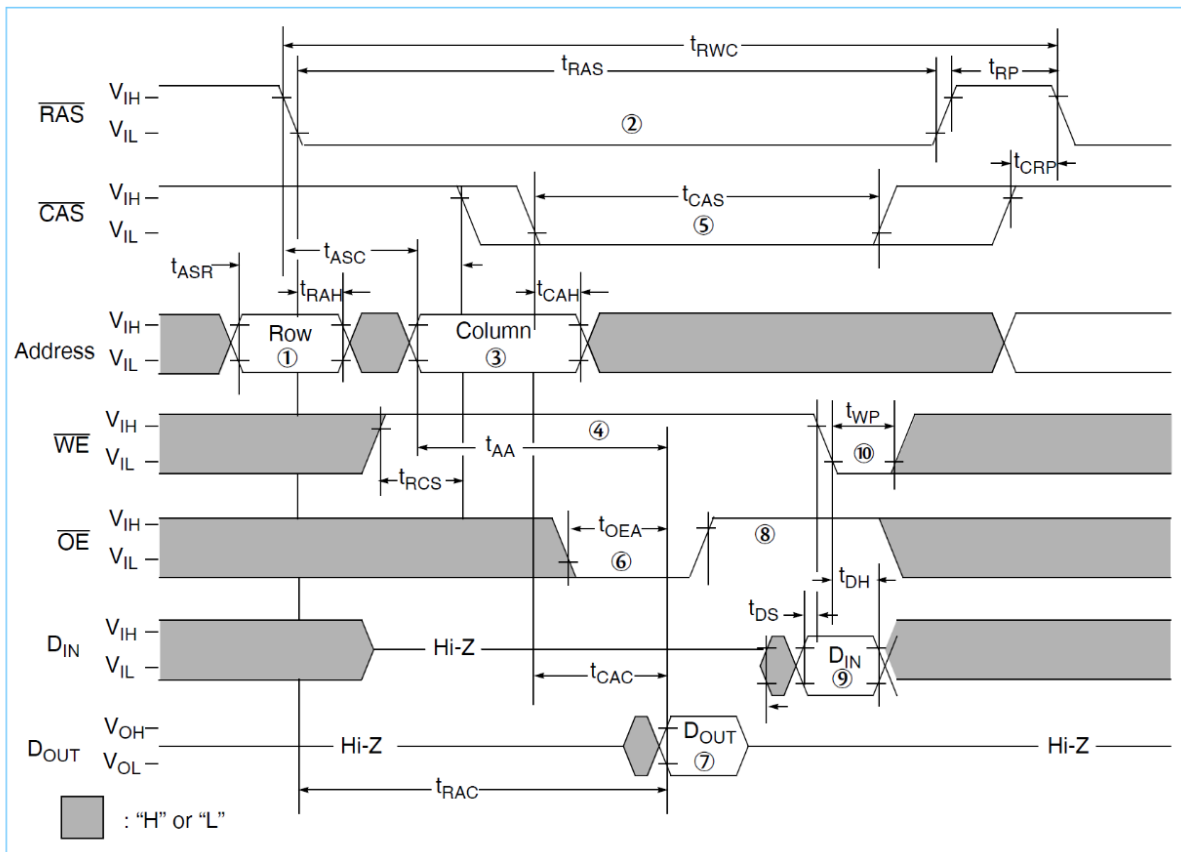 tRWC
tRAS
tRP
RAS
VIH
VIL
②
tCRP
CAS
VIH
VIL
tCAS
⑤
tASR
tASC
tRAH
tCAH
Address
VIH
VIL
Row
①
Column
③
WE
VIH
VIL
④
tAA
tRCS
tWP
⑩
OE
VIH
VIL
tOEA
⑥
⑧
tDH
tDS
DIN
VIH
VIL
Hi-Z
tCAC
DIN
⑨
DOUT
VOH
VOL
Hi-Z
DOUT
⑦
Hi-Z
tRAC
: “H” or “L”